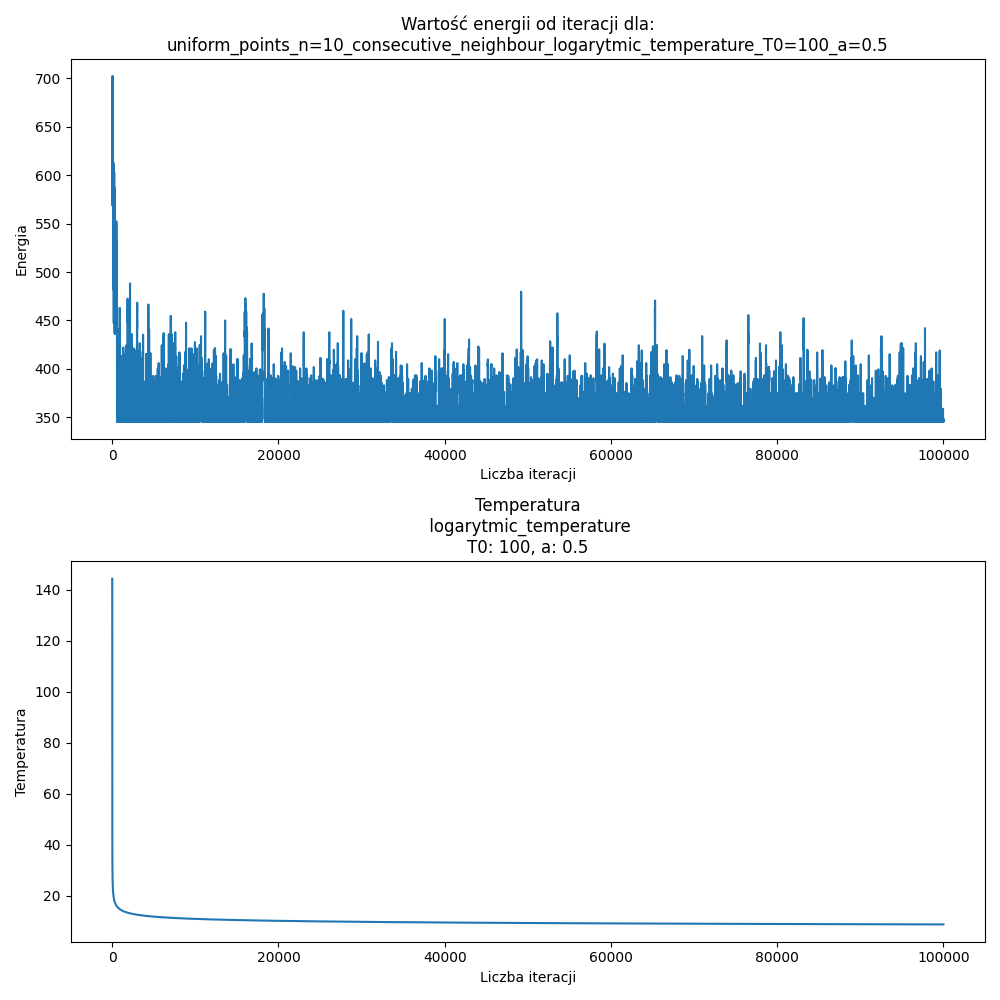 Wartość energii od iteracji dla:
uniform_points_n=10_consecutive_neighbour_logarytmic_temperature_T0=100_a=0.5
700
650
600
550
500
450
400
350
Energia
0 20000 40000 60000 80000 100000
Liczba iteracji
Temperatura
logarytmic_temperature
T0: 100, a: 0.5
140
120
100
80
60
40
20
Temperatura
0 20000 40000 60000 80000 100000
Liczba iteracji